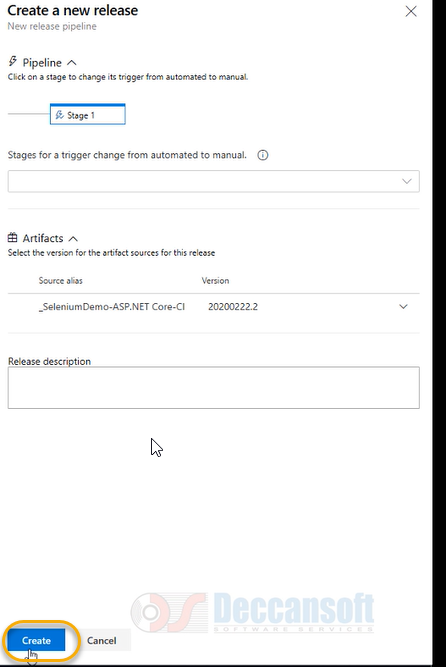 Create a new release
New release pipeline
Pipeline
Click on a stage to change its trigger from automated to manual.
Stage 1
Stages for a trigger change from automated to manual.
Artifacts
Select the version for the artifact sources for this release
Source alias Version
_SeleniumDemo-ASP.NET Core-CI 20200222.2
Release description
Deccansoft
SOFTWARE SERVICES
Create Cancel